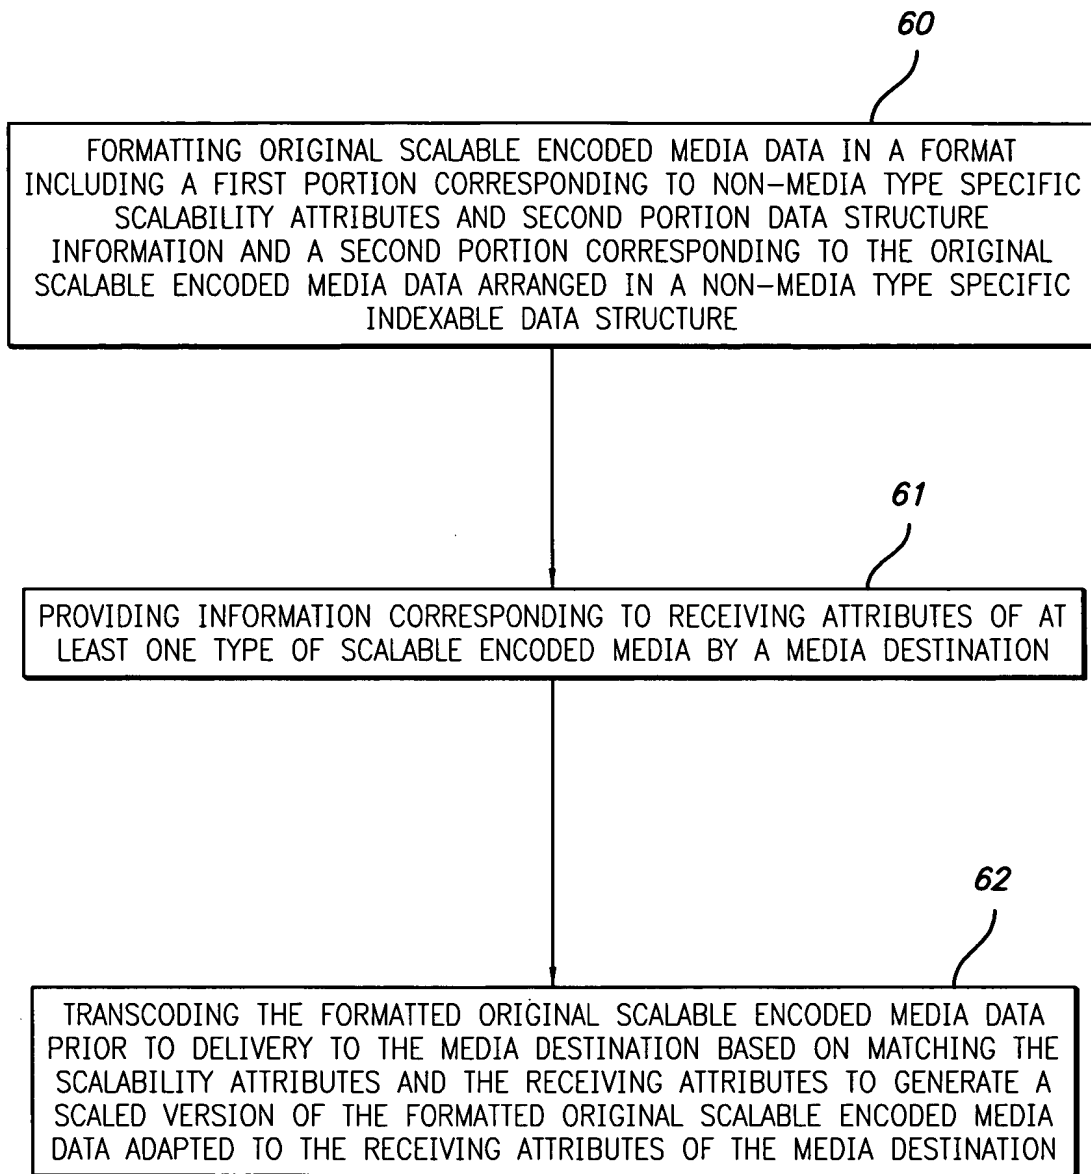 60
FORMATTING ORIGINAL SCALABLE ENCODED MEDIA DATA IN A FORMAT
INCLUDING A FIRST PORTION CORRESPONDING TO NON-MEDIA TYPE SPECIFIC
SCALABILITY ATTRIBUTES AND SECOND PORTION DATA STRUCTURE
INFORMATION AND A SECOND PORTION CORRESPONDING TO THE ORIGINAL
SCALABLE ENCODED MEDIA DATA ARRANGED IN A NON-MEDIA TYPE SPECIFIC
INDEXABLE DATA STRUCTURE
61
PROVIDING INFORMATION CORRESPONDING TO RECEIVING ATTRIBUTES OF AT
LEAST ONE TYPE OF SCALABLE ENCODED MEDIA BY A MEDIA DESTINATION
62
TRANSCODING THE FORMATTED ORIGINAL SCALABLE ENCODED MEDIA DATA
PRIOR TO DELIVERY TO THE MEDIA DESTINATION BASED ON MATCHING THE
SCALABILITY ATTRIBUTES AND THE RECEIVING ATTRIBUTES TO GENERATE A
SCALED VERSION OF THE FORMATTED ORIGINAL SCALABLE ENCODED MEDIA
DATA ADAPTED TO THE RECEIVING ATTRIBUTES OF THE MEDIA DESTINATION